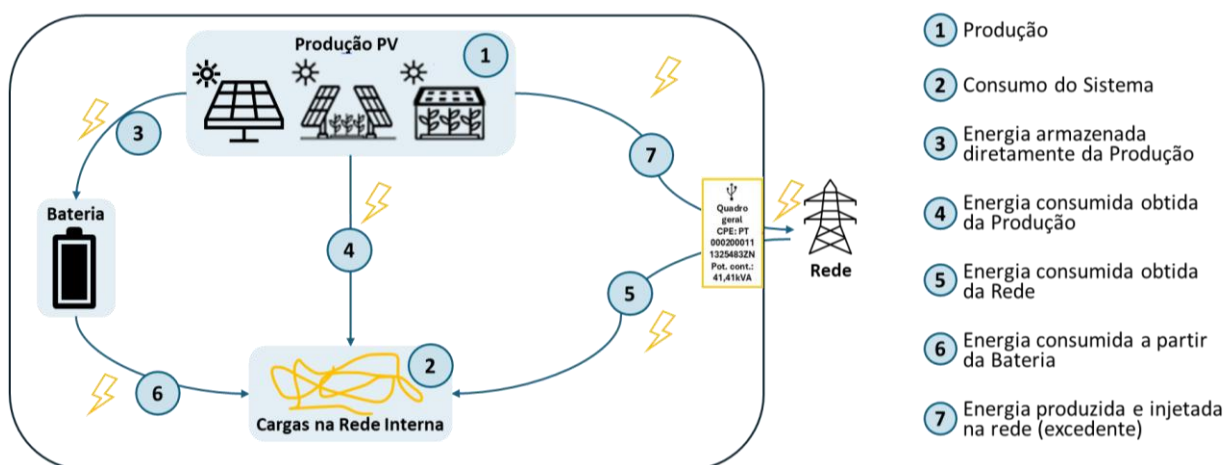 Produção PV
1
3
7
Bateria
4
Quadro
geral
CPE: PT
000200011
1325483ZN
Pot. cont.:
41,41kVA
Rede
5
6
2
Cargas na Rede Interna
1 Produção
2 Consumo do Sistema
3 Energia armazenada
diretamente da Produção
4 Energia consumida obtida
da Produção
5 Energia consumida obtida
da Rede
6 Energia consumida a partir
da Bateria
7 Energia produzida e injetada
na rede (excedente)